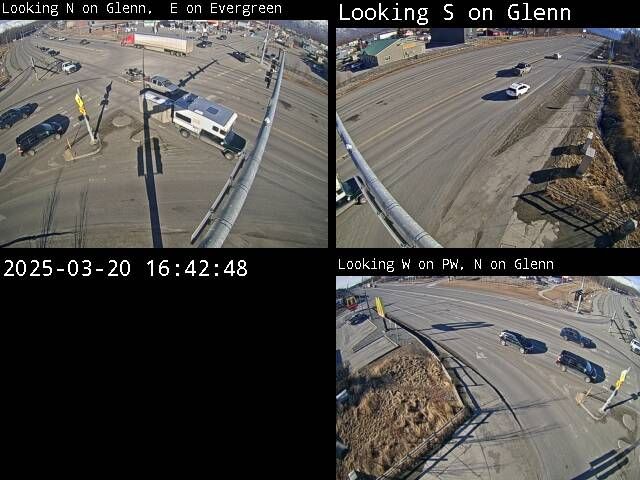 Looking N on Glenn,  E on Evergreen
Looking S on Glenn
2025-03-20 16:42:48
Looking W on PW, N on Glenn